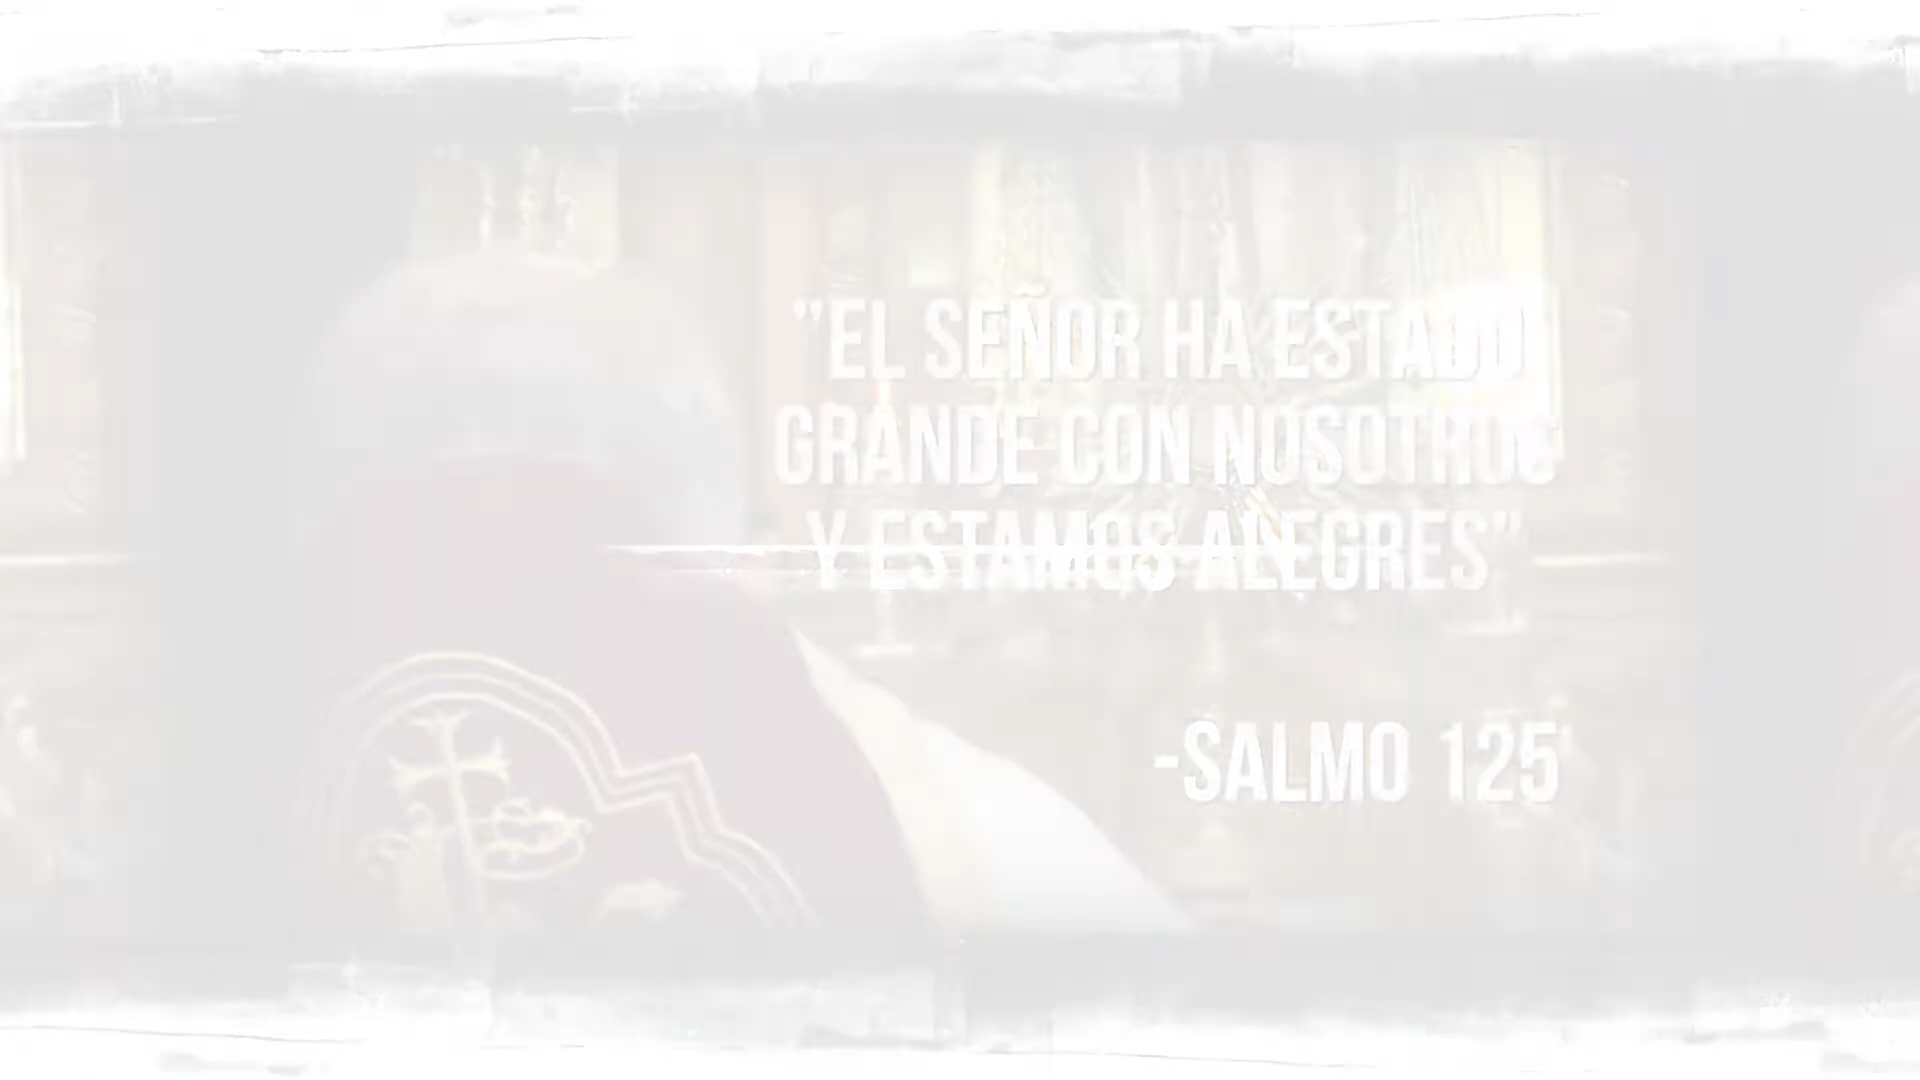 "EL SEÑOR HA ESTADO
GRANDE CON NOSOTROS
Y ESTAMOS ALEGRES"
-SALMO 125